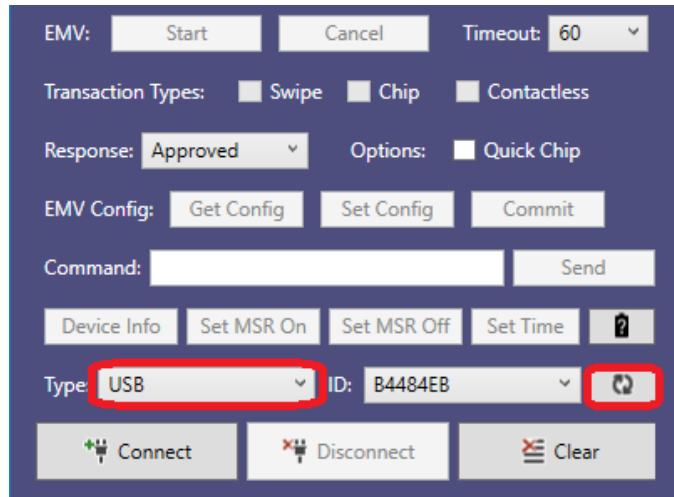 EMV: Start Cancel Timeout: 60
Transaction Types: Swipe Chip Contactless
Response: Approved Options: Quick Chip
EMV Config: Get Config Set Config Commit
Command: Send
Device Info Set MSR On Set MSR Off Set Time ?
Type: USB ID: B4484EB
Connect Disconnect Clear